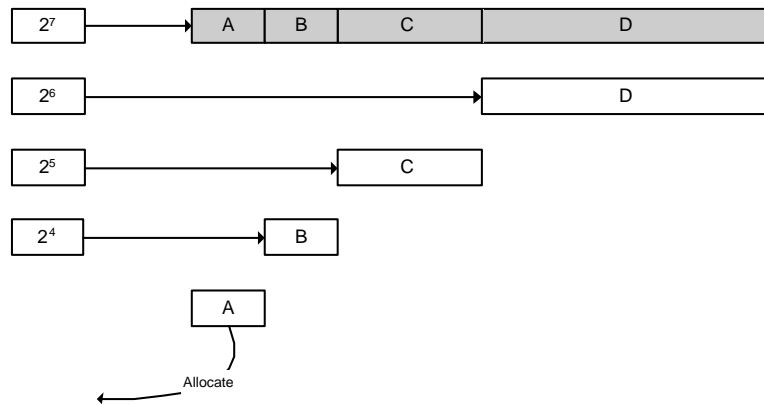 2⁷ A B C D
2⁶ D
2⁵ C
2⁴ B
A
Allocate